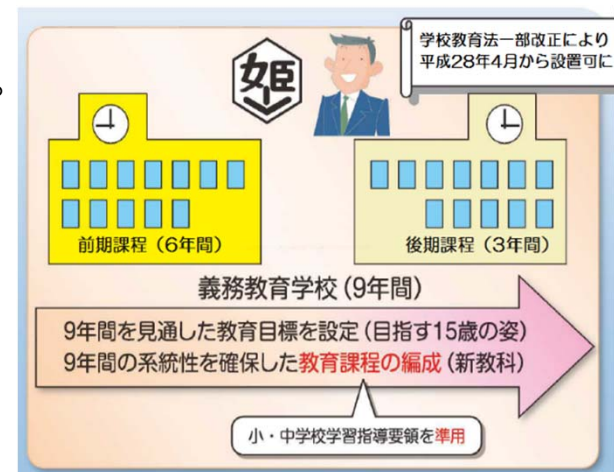 学校教育法一部改正により
平成28年4月から設置可に
姫
前期課程（6年間）
後期課程（3年間）
義務教育学校（9年間）
9年間を見通した教育目標を設定（目指す15歳の姿）
9年間の系統性を確保した教育課程の編成（新教科）
小・中学校学習指導要領を準用